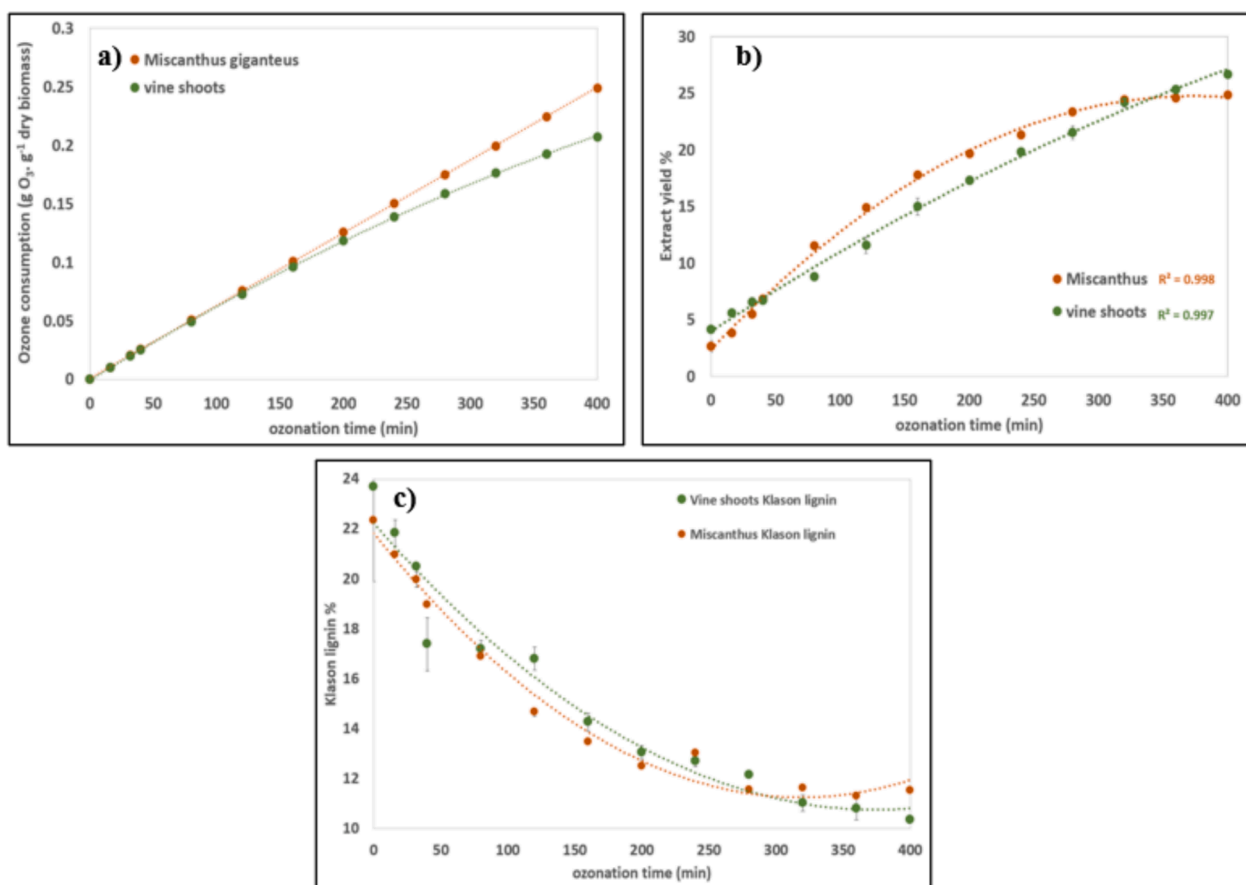 a)
Miscanthus giganteus
vine shoots
Ozone consumption (g O₃. g⁻¹ dry biomass)
0.3
0.25
0.2
0.15
0.1
0.05
0
0 50 100 150 200 250 300 350 400
ozonation time (min)
b)
Extract yield %
30
25
20
15
10
5
0
Miscanthus R² = 0.998
vine shoots R² = 0.997
0 50 100 150 200 250 300 350 400
ozonation time (min)
c)
Vine shoots Klason lignin
Miscanthus Klason lignin
Klason lignin %
24
22
20
18
16
14
12
10
0 50 100 150 200 250 300 350 400
ozonation time (min)